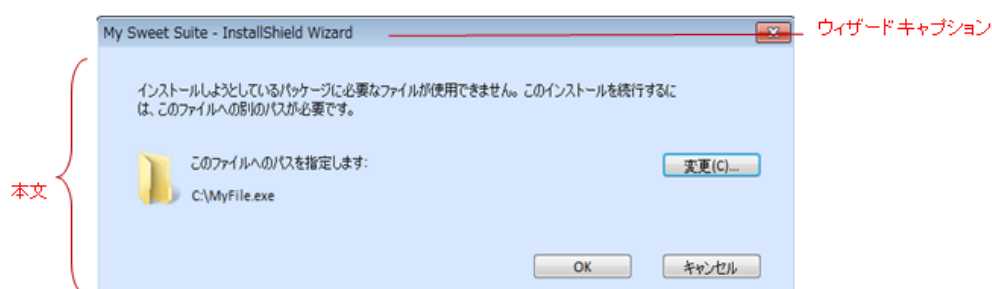 My Sweet Suite - InstallShield Wizard
ウィザード キャプション
インストールしようとしているパッケージに必要なファイルが使用できません。このインストールを続行するに
は、このファイルへの別のパスが必要です。
本文
このファイルへのパスを指定します:
変更(C)...
C:\MyFile.exe
OK
キャンセル